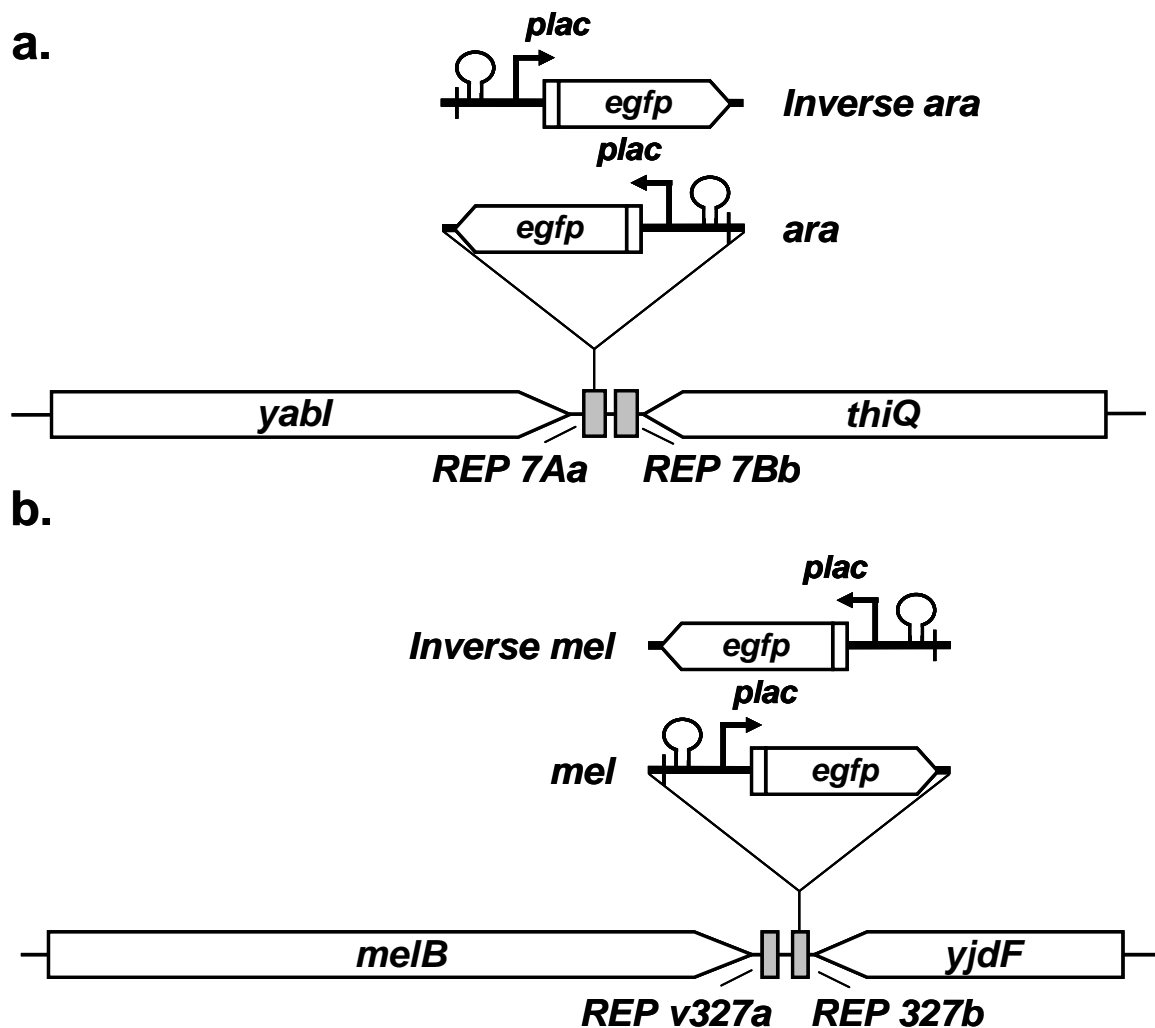 a.
plac
egfp
Inverse ara
plac
egfp
ara
yabI
thiQ
REP 7Aa
REP 7Bb
b.
plac
Inverse mel
egfp
plac
mel
egfp
melB
yjdF
REP v327a
REP 327b